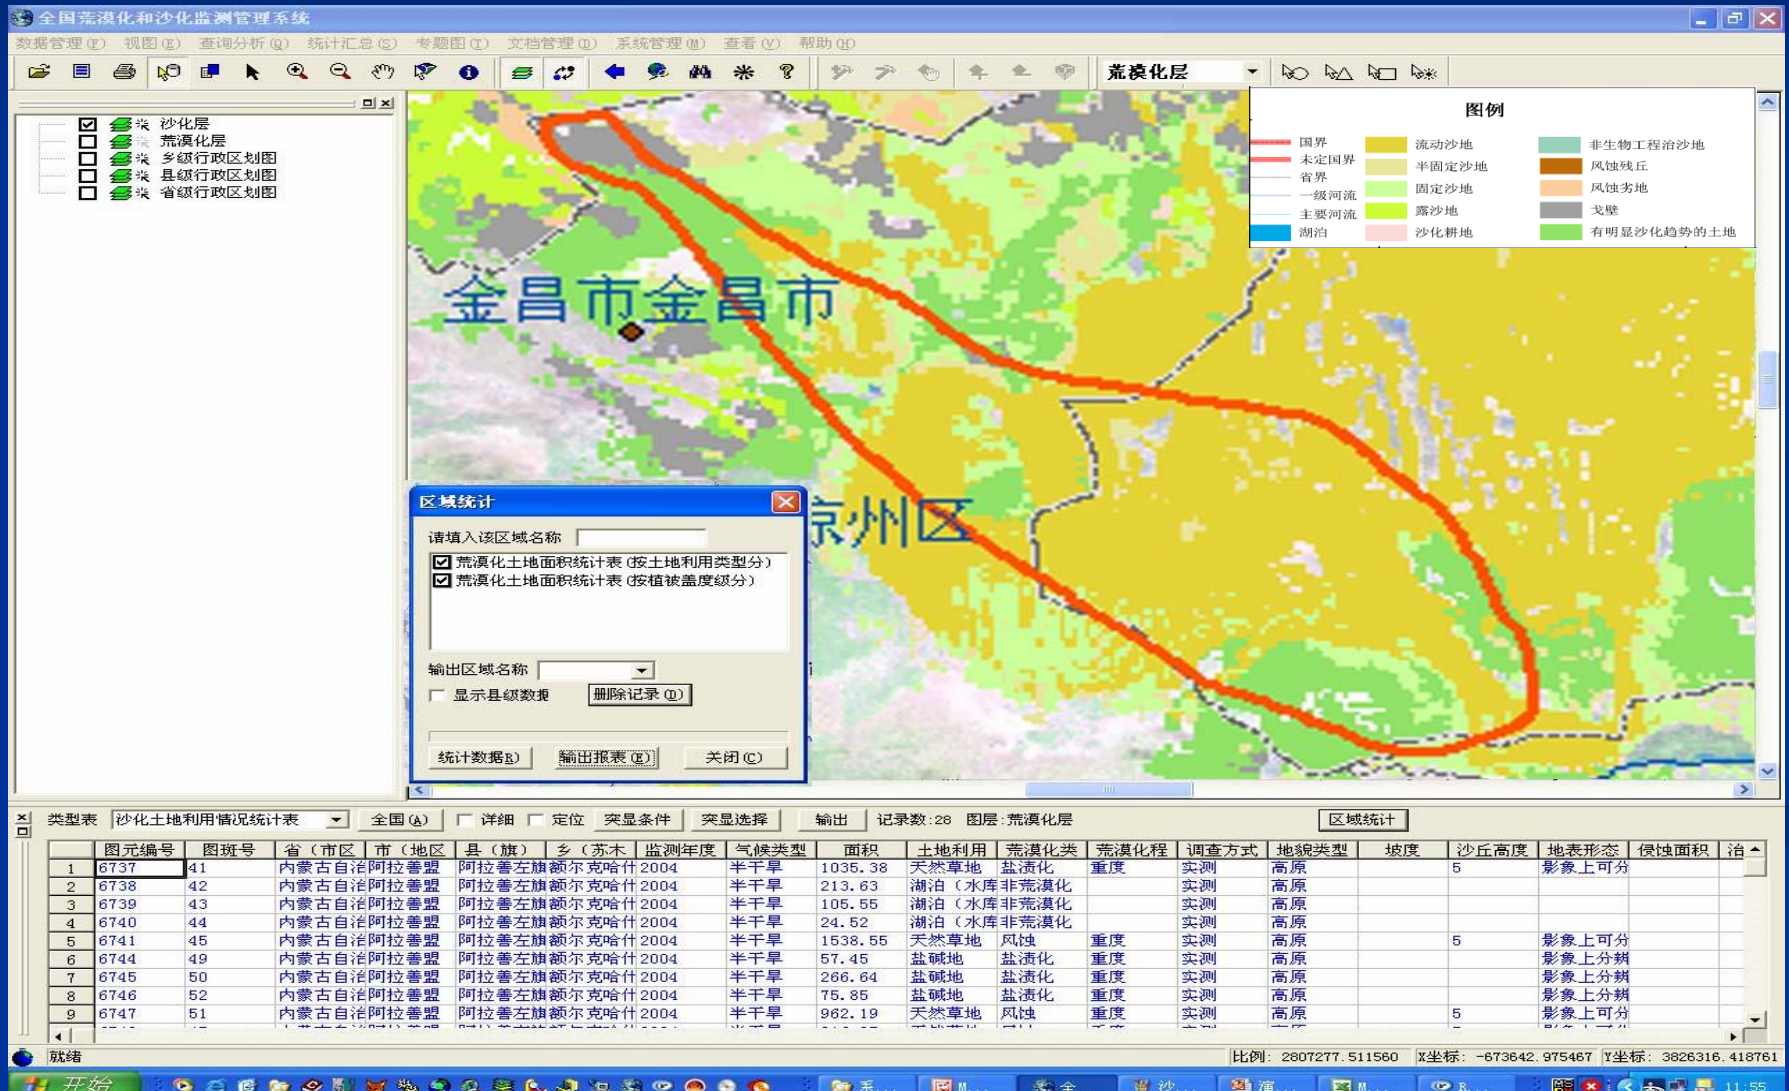 全国荒漠化和沙化监测管理系统
数据管理(F) 视图(E) 查询分析(Q) 统计汇总(S) 专题图(T) 文档管理(D) 系统管理(M) 查看(V) 帮助(H)
荒漠化层
沙化层
荒漠化层
乡级行政区划图
县级行政区划图
省级行政区划图
图例
国界 流动沙地 非生物工程治沙地
未定国界 半固定沙地 风蚀残丘
省界 固定沙地 风蚀劣地
一级河流
主要河流 露沙地 戈壁
湖泊 沙化耕地 有明显沙化趋势的土地
金昌市金昌市
州区
区域统计
请填入该区域名称
荒漠化土地面积统计表(按土地利用类型分)
荒漠化土地面积统计表(按植被盖度级分)
输出区域名称
显示县级数据 删除记录(D)
统计数据R) 输出报表(E) 关闭(C)
类型表 沙化土地利用情况统计表 全国(A) 详细 定位 突显条件 突显选择 输出 记录数:28 图层:荒漠化层 区域统计
图元编号 图斑号 省（市区 市（地区 县（旗） 乡（苏木 监测年度 气候类型 面积 土地利用 荒漠化类 荒漠化程 调查方式 地貌类型 坡度 沙丘高度 地表形态 侵蚀面积 治
1 6737 41 内蒙古自治 阿拉善盟 阿拉善左旗 额尔克哈什 2004 半干旱 1035.38 天然草地 盐渍化 重度 实测 高原 5 影象上可分
2 6738 42 内蒙古自治 阿拉善盟 阿拉善左旗 额尔克哈什 2004 半干旱 213.63 湖泊（水库 非荒漠化 实测 高原
3 6739 43 内蒙古自治 阿拉善盟 阿拉善左旗 额尔克哈什 2004 半干旱 105.55 湖泊（水库 非荒漠化 实测 高原
4 6740 44 内蒙古自治 阿拉善盟 阿拉善左旗 额尔克哈什 2004 半干旱 24.52 湖泊（水库 非荒漠化 实测 高原
5 6741 45 内蒙古自治 阿拉善盟 阿拉善左旗 额尔克哈什 2004 半干旱 1538.55 天然草地 风蚀 重度 实测 高原 5 影象上可分
6 6744 49 内蒙古自治 阿拉善盟 阿拉善左旗 额尔克哈什 2004 半干旱 57.45 盐碱地 盐渍化 重度 实测 高原 影象上分辨
7 6745 50 内蒙古自治 阿拉善盟 阿拉善左旗 额尔克哈什 2004 半干旱 266.64 盐碱地 盐渍化 重度 实测 高原 影象上分辨
8 6746 52 内蒙古自治 阿拉善盟 阿拉善左旗 额尔克哈什 2004 半干旱 75.85 盐碱地 盐渍化 重度 实测 高原 影象上分辨
9 6747 51 内蒙古自治 阿拉善盟 阿拉善左旗 额尔克哈什 2004 半干旱 962.19 天然草地 风蚀 重度 实测 高原 5 影象上可分
就绪 比例: 2807277.511560 X坐标: -673642.975467 Y坐标: 3826316.418761
开始 系... M... 全 沙... 演... M... R... 11:55